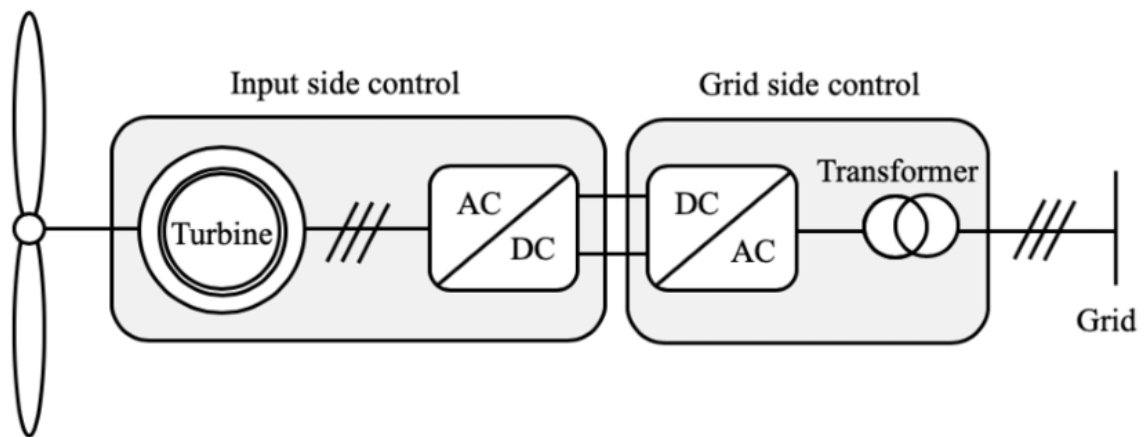 Input side control
Grid side control
Turbine
AC
DC
DC
AC
Transformer
Grid